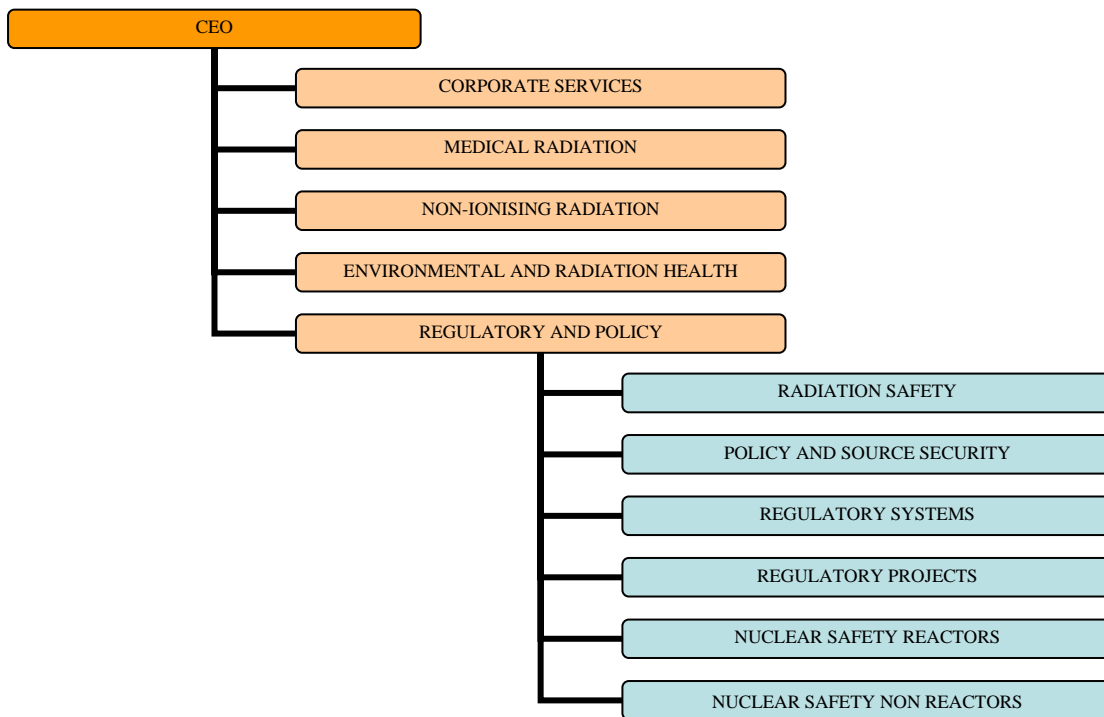 CEO
CORPORATE SERVICES
MEDICAL RADIATION
NON-IONISING RADIATION
ENVIRONMENTAL AND RADIATION HEALTH
REGULATORY AND POLICY
RADIATION SAFETY
POLICY AND SOURCE SECURITY
REGULATORY SYSTEMS
REGULATORY PROJECTS
NUCLEAR SAFETY REACTORS
NUCLEAR SAFETY NON REACTORS